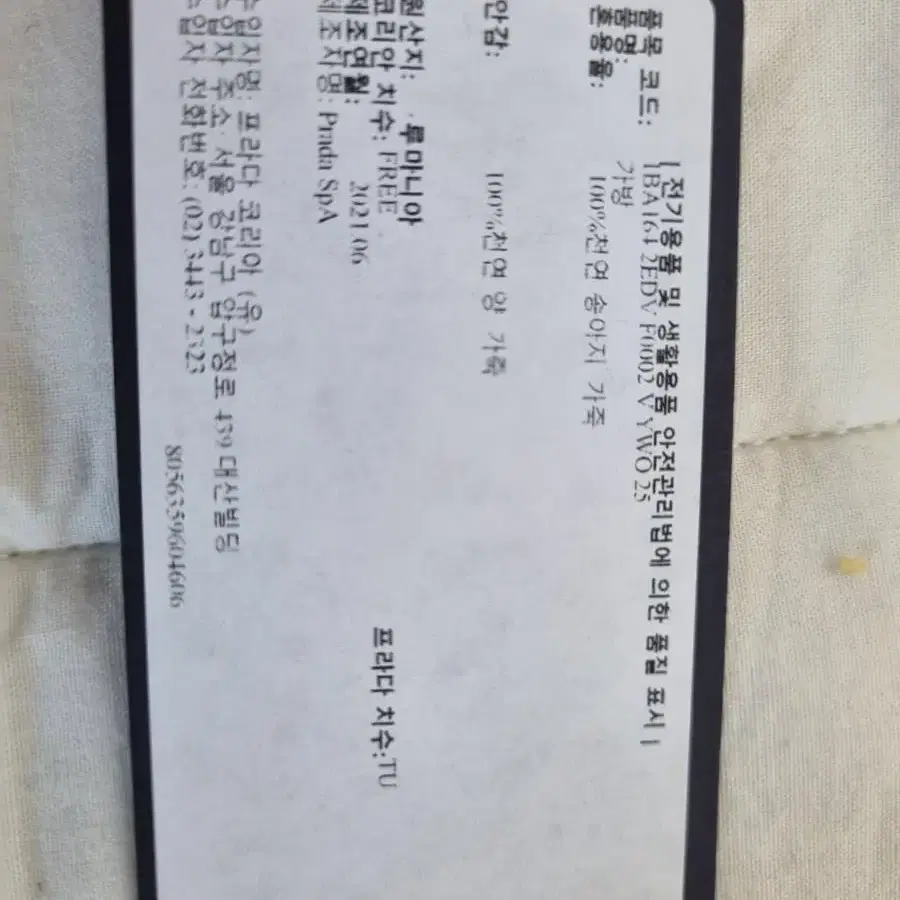 [ 전기용품 및 생활용품 안전관리법에 의한 품질 표시 ]
품목 코드: 1BA164 2EDV F0002 V YWO 25
품명: 가방
혼용율: 100%천연 송아지 가죽
안감: 100%천연 양 가죽
원산지: 루마니아
코리안 치수: FREE 프라다 치수:TU
제조연월: 2021.06
제조자명: Prada SpA
수입자명: 프라다 코리아 (유)
수입자 주소: 서울 강남구 압구정로 439 대산빌딩
수입자 전화번호: (02) 3443 - 2323
8056359604606